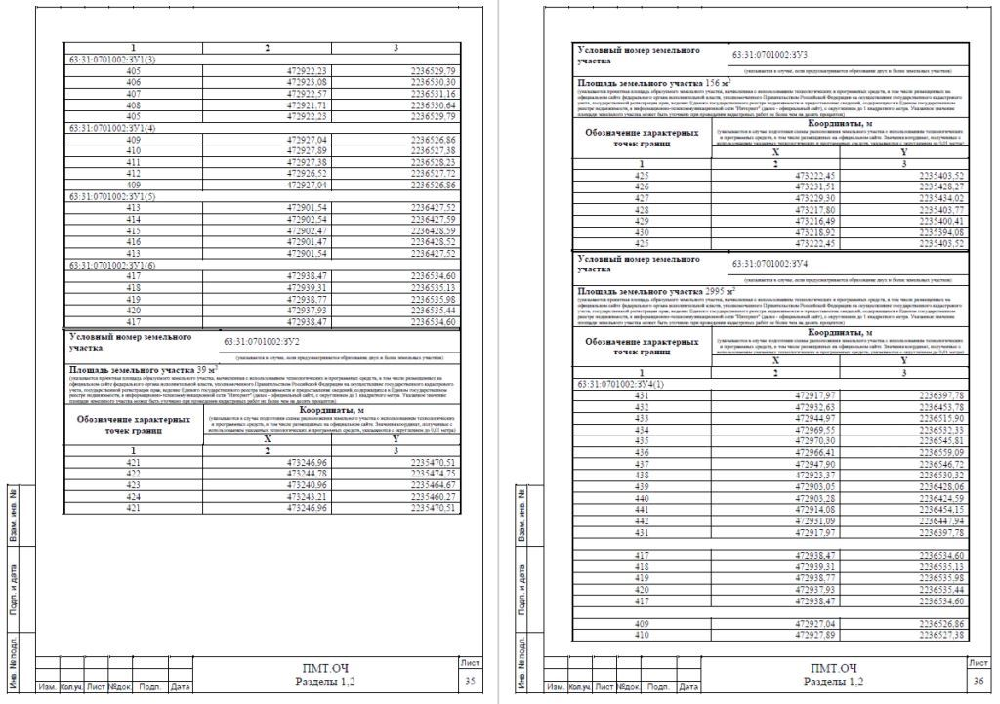 1 2 3
63:31:0701002:ЗУ1(3)
405 472922,23 2236529,79
406 472923,08 2236530,30
407 472922,57 2236531,16
408 472921,71 2236530,64
405 472922,23 2236529,79
63:31:0701002:ЗУ1(4)
409 472927,04 2236526,86
410 472927,89 2236527,38
411 472927,38 2236528,23
412 472926,52 2236527,72
409 472927,04 2236526,86
63:31:0701002:ЗУ1(5)
413 472901,54 2236427,52
414 472902,54 2236427,59
415 472902,47 2236428,59
416 472901,47 2236428,52
413 472901,54 2236427,52
63:31:0701002:ЗУ1(6)
417 472938,47 2236534,60
418 472939,31 2236535,13
419 472938,77 2236535,98
420 472937,93 2236535,44
417 472938,47 2236534,60
Условный номер земельного
участка
63:31:0701002:ЗУ2
(указывается в случае, если предусматривается образование двух и более земельных участков)
Площадь земельного участка 39 м²
(указывается проектная площадь образуемого земельного участка, вычисленная с использованием технологических и программных средств, в том числе размещенных на
официальном сайте федерального органа исполнительной власти, уполномоченного Правительством Российской Федерации на осуществление государственного кадастрового
учета, государственной регистрации прав, ведение Единого государственного реестра недвижимости и предоставление сведений, содержащихся в Едином государственном
реестре недвижимости, в информационно-телекоммуникационной сети "Интернет" (далее - официальный сайт), с округлением до 1 квадратного метра. Указанное значение
площади земельного участка может быть уточнено при проведении кадастровых работ не более чем на десять процентов)
Обозначение характерных
точек границ
Координаты, м
(указываются в случае подготовки схемы расположения земельного участка с использованием технологических
и программных средств, в том числе размещенных на официальном сайте. Значения координат, полученные с
использованием указанных технологических и программных средств, указываются с округлением до 0,01 метра)
X Y
1 2 3
421 473246,96 2235470,51
422 473244,78 2235474,75
423 473240,96 2235464,67
424 473243,21 2235460,27
421 473246,96 2235470,51
Взам. инв. №
Подп. и дата
Инв. №подл.
Изм. Кол.уч. Лист №док. Подп. Дата
ПМТ.ОЧ
Разделы 1,2
Лист
35
Условный номер земельного
участка
63:31:0701002:ЗУ3
(указывается в случае, если предусматривается образование двух и более земельных участков)
Площадь земельного участка 156 м²
(указывается проектная площадь образуемого земельного участка, вычисленная с использованием технологических и программных средств, в том числе размещенных на
официальном сайте федерального органа исполнительной власти, уполномоченного Правительством Российской Федерации на осуществление государственного кадастрового
учета, государственной регистрации прав, ведение Единого государственного реестра недвижимости и предоставление сведений, содержащихся в Едином государственном
реестре недвижимости, в информационно-телекоммуникационной сети "Интернет" (далее - официальный сайт), с округлением до 1 квадратного метра. Указанное значение
площади земельного участка может быть уточнено при проведении кадастровых работ не более чем на десять процентов)
Обозначение характерных
точек границ
Координаты, м
(указываются в случае подготовки схемы расположения земельного участка с использованием технологических
и программных средств, в том числе размещенных на официальном сайте. Значения координат, полученные с
использованием указанных технологических и программных средств, указываются с округлением до 0,01 метра)
X Y
1 2 3
425 473222,45 2235403,52
426 473231,51 2235428,27
427 473229,30 2235434,02
428 473217,80 2235403,77
429 473216,49 2235400,41
430 473218,92 2235394,08
425 473222,45 2235403,52
Условный номер земельного
участка
63:31:0701002:ЗУ4
(указывается в случае, если предусматривается образование двух и более земельных участков)
Площадь земельного участка 2995 м²
(указывается проектная площадь образуемого земельного участка, вычисленная с использованием технологических и программных средств, в том числе размещенных на
официальном сайте федерального органа исполнительной власти, уполномоченного Правительством Российской Федерации на осуществление государственного кадастрового
учета, государственной регистрации прав, ведение Единого государственного реестра недвижимости и предоставление сведений, содержащихся в Едином государственном
реестре недвижимости, в информационно-телекоммуникационной сети "Интернет" (далее - официальный сайт), с округлением до 1 квадратного метра. Указанное значение
площади земельного участка может быть уточнено при проведении кадастровых работ не более чем на десять процентов)
Обозначение характерных
точек границ
Координаты, м
(указываются в случае подготовки схемы расположения земельного участка с использованием технологических
и программных средств, в том числе размещенных на официальном сайте. Значения координат, полученные с
использованием указанных технологических и программных средств, указываются с округлением до 0,01 метра)
X Y
1 2 3
63:31:0701002:ЗУ4(1)
431 472917,97 2236397,78
432 472932,63 2236453,78
433 472944,97 2236515,90
434 472969,55 2236532,33
435 472970,30 2236545,81
436 472966,41 2236559,09
437 472947,90 2236546,72
438 472923,37 2236530,32
439 472903,05 2236428,06
440 472903,28 2236424,59
441 472914,08 2236454,15
442 472931,09 2236447,94
431 472917,97 2236397,78
417 472938,47 2236534,60
418 472939,31 2236535,13
419 472938,77 2236535,98
420 472937,93 2236535,44
417 472938,47 2236534,60
409 472927,04 2236526,86
410 472927,89 2236527,38
Взам. инв. №
Подп. и дата
Инв. №подл.
Изм. Кол.уч. Лист №док. Подп. Дата
ПМТ.ОЧ
Разделы 1,2
Лист
36